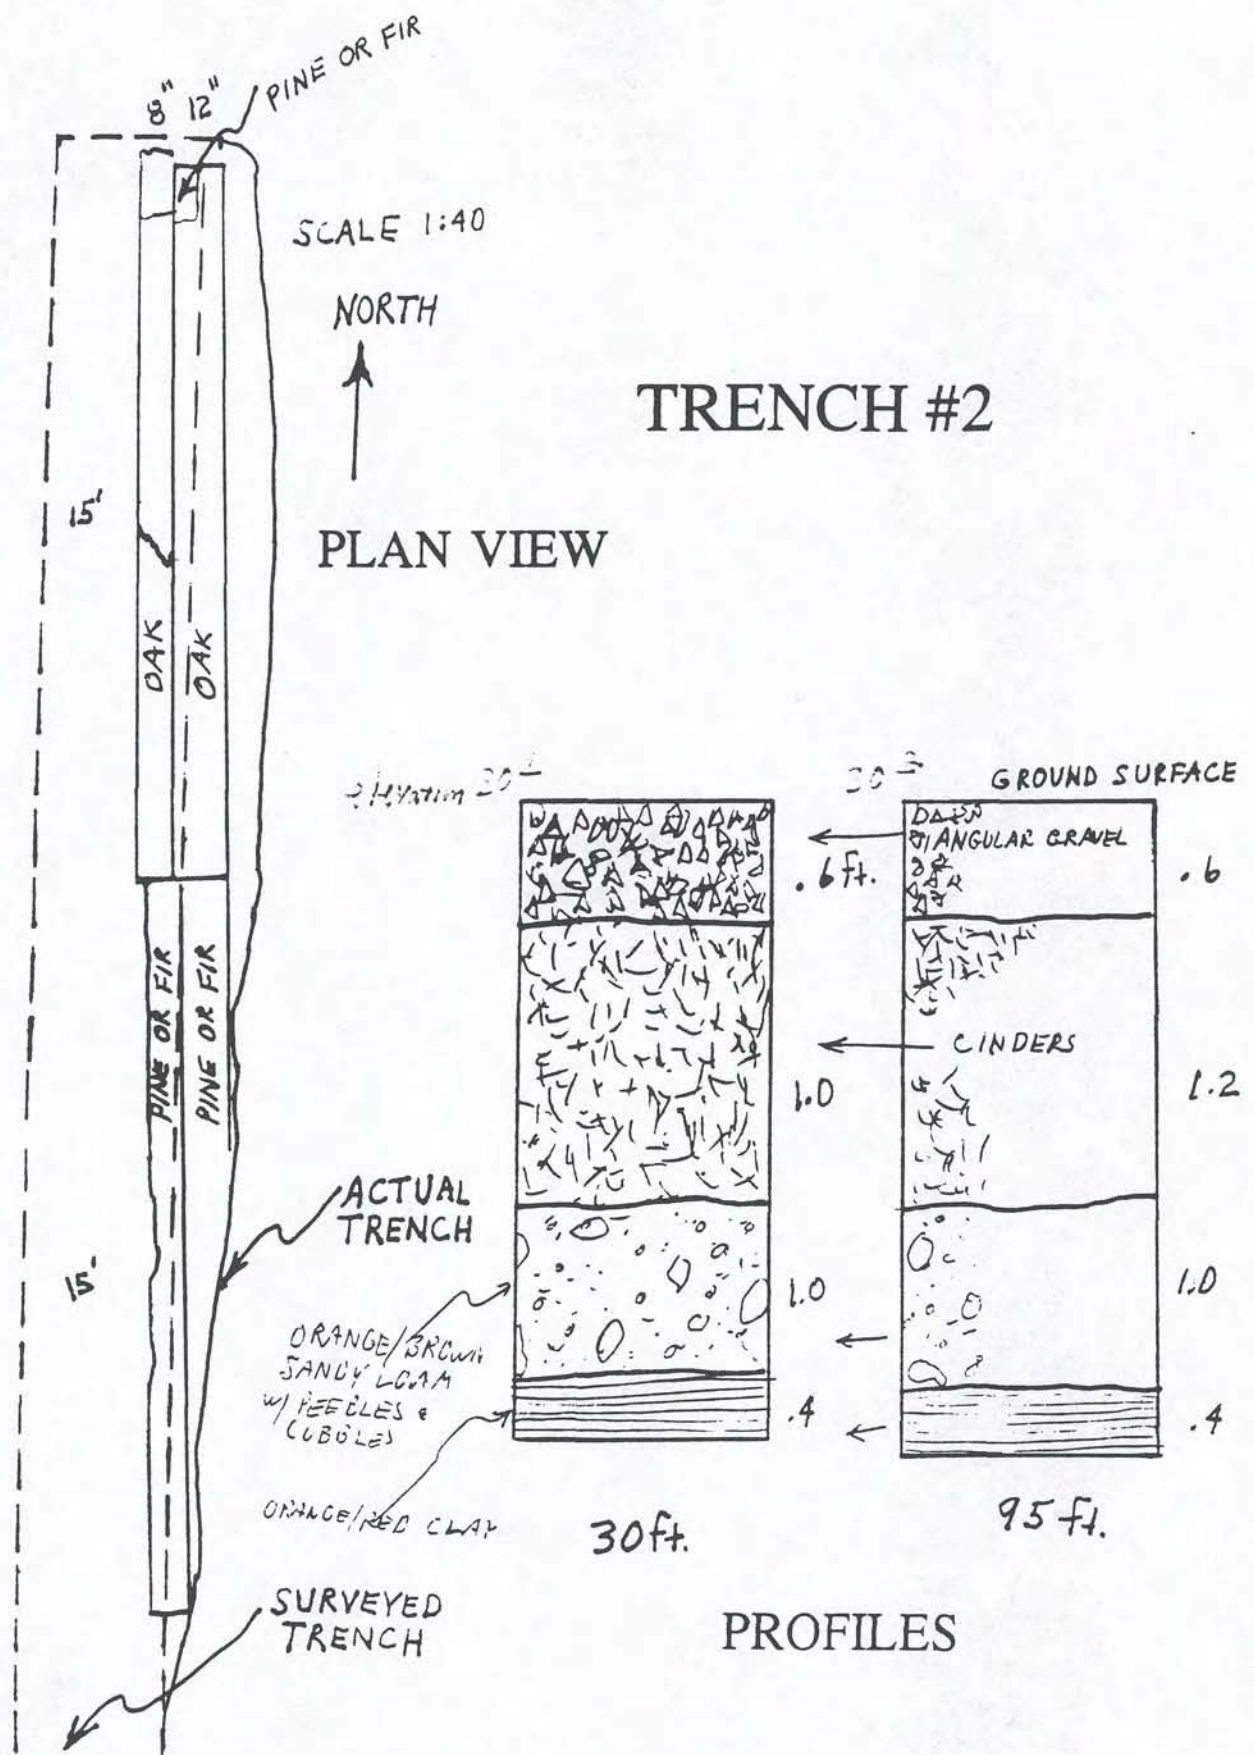 PINE OR FIR
8" 12"
SCALE 1:40
NORTH
TRENCH #2
15'
PLAN VIEW
OAK
OAK
30
GROUND SURFACE
ANGULAR GRAVEL
.6 ft.
.6
PINE OR FIR
PINE OR FIR
CINDERS
1.0
1.2
ACTUAL
TRENCH
15'
1.0
1.0
ORANGE/BROWN
SANDY LOAM
W/ PEBBLES &
COBBLES
.4
.4
ORANGE/RED CLAY
30 ft.
95 ft.
SURVEYED
TRENCH
PROFILES